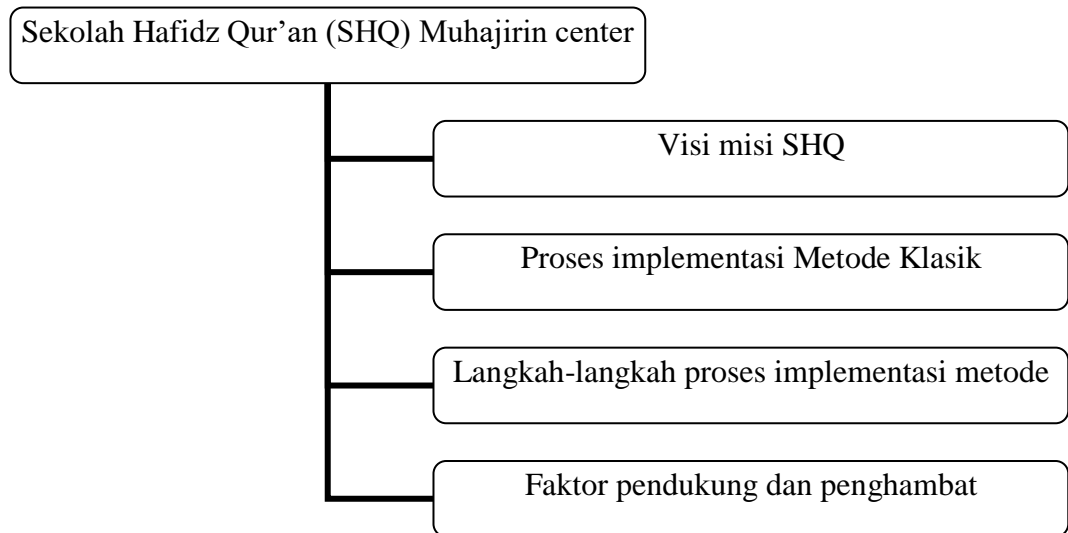 Sekolah Hafidz Qur’an (SHQ) Muhajirin center
Visi misi SHQ
Proses implementasi Metode Klasik
Langkah-langkah proses implementasi metode
Faktor pendukung dan penghambat